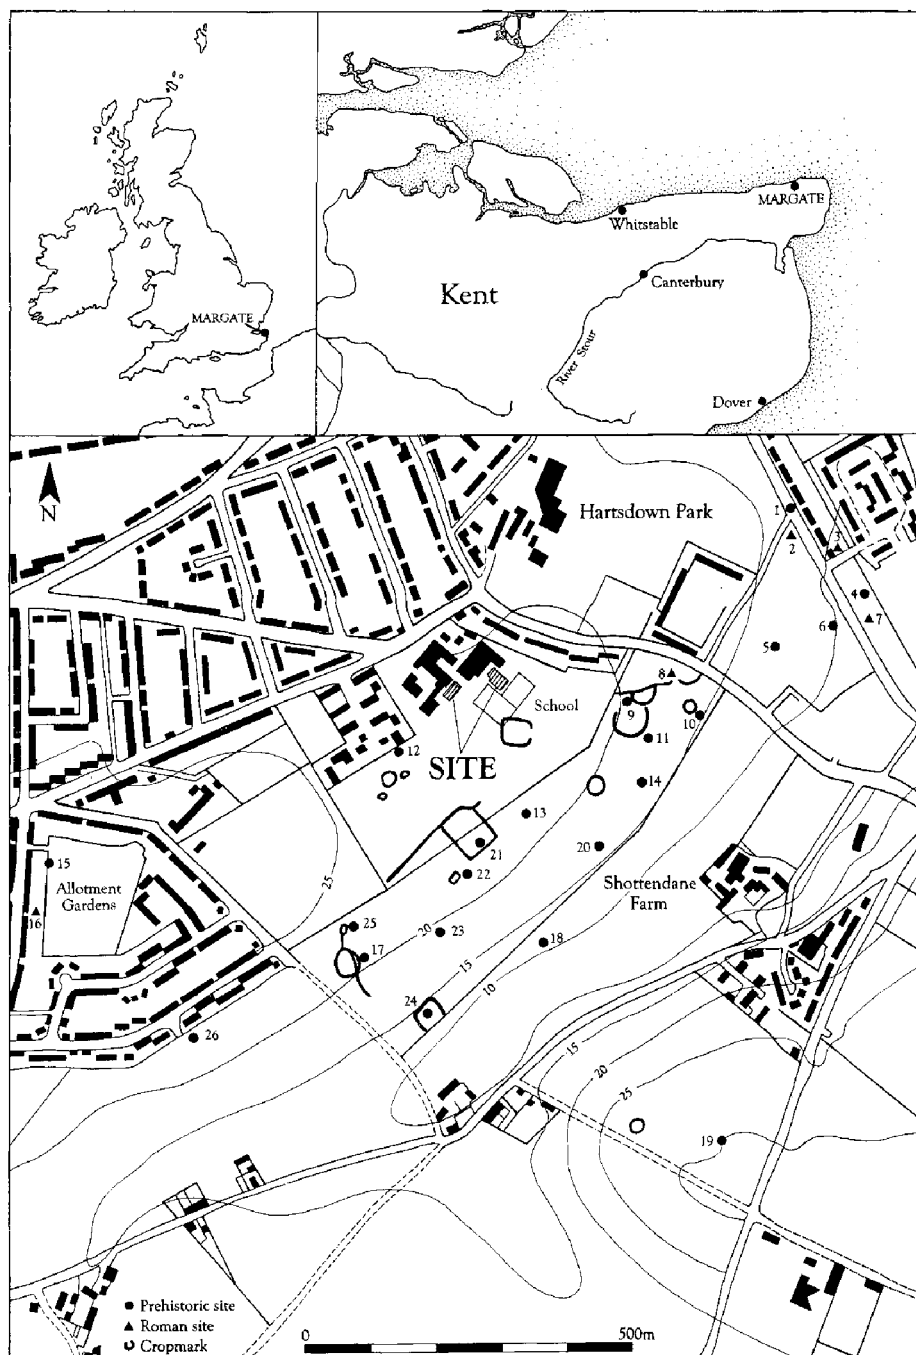 MARGATE
MARGATE
Whitstable
Canterbury
Kent
River Stour
Dover
N
Hartsdown Park
1
2
3
4
7
6
5
8
School
9
10
11
12
SITE
14
13
25
15
21
20
22
Allotment
Gardens
16
Shottendane
Farm
25
20
23
17
15
18
10
24
26
15
20
25
19
Prehistoric site
Roman site
Cropmark
0
500m